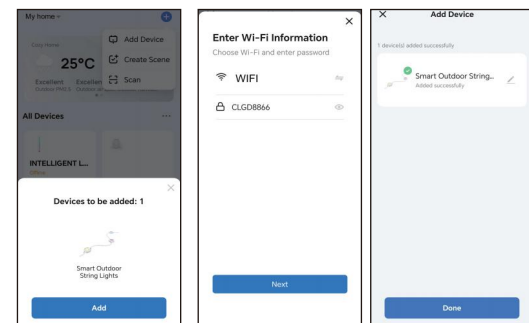 My home
Add Device
Create Scene
Scan
Cozy Home
25°C
Excellent Excellen
Outdoor PM2.5 Outdoor
All Devices
...
INTELLIGENT L...
Devices to be added: 1
Smart Outdoor
String Lights
Add
Enter Wi-Fi Information
Choose Wi-Fi and enter password
WIFI
CLGD8866
Next
Add Device
1 device(s) added successfully
Smart Outdoor String...
Added successfully
Done